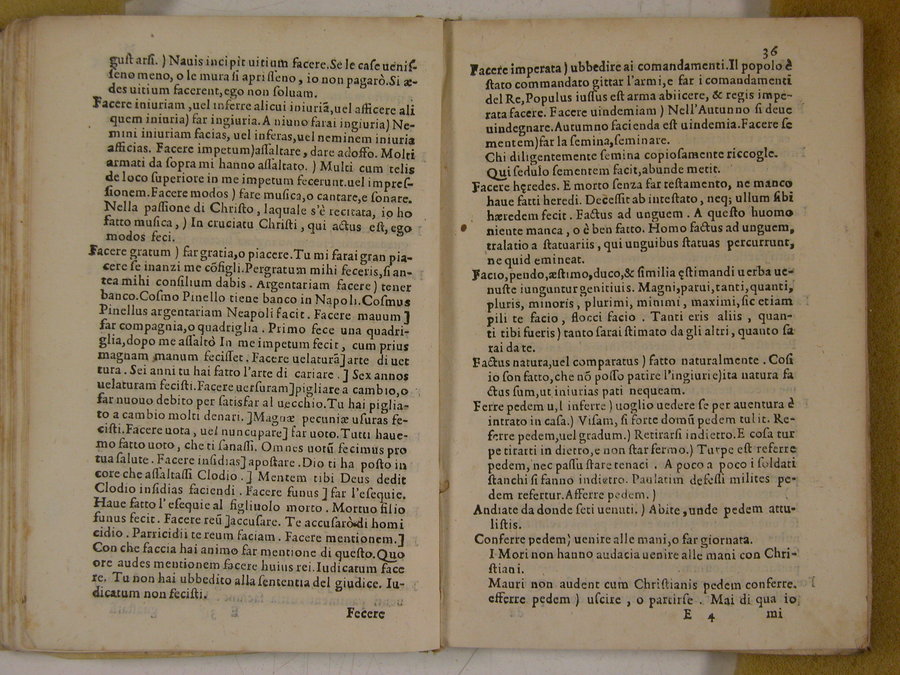 gust arsi. ) Nauis incipit uitium facere.Se le case uenis-
seno meno, o le mura si aprisseno, io non pagarò.Si æ-
des uitium facerent,ego non soluam.
Facere iniuriam ,uel inferre alicui iniuriã,uel afficere ali
quem iniuria) far ingiuria.A niuno farai ingiuria) Ne-
mini iniuriam facias, uel inferas,uel neminem iniuria
afficias. Facere impetum)assaltare, dare adosso. Molti
armati da sopra mi hanno assaltato. ) Multi cum telis
de loco superiore in me impetum fecerunt.uel impres-
sionem.Facere modos ) fare musica,o cantare,e sonare.
Nella passione di Christo , laquale s'è recitata, io ho
fatto musica, ) In cruciatu Christi , qui actus est, ego
modos feci.
Facere gratum ) far gratia,o piacere.Tu mi farai gran pia-
cere se inanzi me cõsigli.Pergratum mihi feceris,si an-
tea mihi consilium dabis . Argentariam facere ) tener
banco.Cosmo Pinello tiene banco in Napoli.Cosmus
Pinellus argentariam Neapoli facit . Facere mauum ]
far compagnia,o quadriglia . Primo fece una quadri-
glia,dopo me assaltò In me impetum fecit , cum prius
magnam manum fecisset. Facere uelaturã] arte di uet
tura . Sei anni tu hai fatto l'arte di cariare . ] Sex annos
uelaturam fecisti.Facere uersuram]pigliare a cambio,o
far nuouo debito per satisfar al uecchio.Tu hai piglia-
to a cambio molti denari. ]Magnæ pecuniæ usuras fe-
cisti.Facere uota , uel nuncupare] far uoto.Tutti haue-
mo fatto uoto , che ti sanassi. Omnes uotũ fecimus pro
tua salute . Facere insidias] apostare .Dio ti ha posto in
core che assaltassi Clodio . ] Mentem tibi Deus dedit
Clodio insidias faciendi . Facere funus ] far l'esequie.
Haue fatto l'esequie al figliuolo morto . Mortuo filio
funus fecit . Facere reũ ]accusare. Te accusarò di homi
cidio . Parricidii te reum faciam . Facere mentionem.]
Con che faccia hai animo far mentione di questo. Quo
ore audes mentionem facere huius rei.Iudicatum face
re. Tu non hai ubbedito alla sententia del giudice. Iu-
dicatum non fecisti.
Fecere
36
Facere imperata ) ubbedire ai comandamenti.Il popolo è
stato commandato gittar l'armi,e far i comandamenti
del Re,Populus iussus est arma abiicere, & regis impe-
rata facere. Facere uindemiam ) Nell'Autunno si deue
uindegnare.Autumno facienda est uindemia.Facere se
mentem)far la semina,seminare.
Chi diligentemente semina copiosamente riccogle.
Qui sedulo sementem facit,abunde metit.
Facere hęredes. E morto senza far testamento, ne manco
haue fatti heredi. Decessit ab intestato , neq; ullum sibi
hæredem fecit . Factus ad unguem . A questo huomo
niente manca , o è ben fatto. Homo factus ad unguem,
tralatio a statuariis , qui unguibus statuas percurrunt,
ne quid emineat.
Facio,pendo,æstimo,duco,& similia ęstimandi uerba ue-
nuste iunguntur genitiuis. Magni,parui,tanti,quanti,
pluris, minoris , plurimi, minimi , maximi,sic etiam
pili te facio , flocci facio . Tanti eris aliis , quan-
ti tibi fueris) tanto sarai stimato da gli altri, quanto sa
rai da te.
Factus natura,uel comparatus ) fatto naturalmente . Cosi
io son fatto,che nõ posso patire l'ingiurie)ita natura fa
ctus sum,ut iniurias pati nequeam.
Ferre pedem u,l inferre ) uoglio uedere se per auentura è
intrato in casa.) Visam, si forte domũ pedem tulit. Re-
ferre pedem,uel gradum.) Retirarsi indietro.E cosa tur
pe tirarti in dietro,e non star fermo.) Turpe est referre
pedem, nec passu stare tenaci . A poco a poco i soldati
stanchi si fanno indietro. Paulatim defessi milites pe-
dem refertur.Afferre pedem.)
Andiate da donde seti uenuti. ) Abite ,unde pedem attu-
listis.
Conferre pedem) uenire alle mani,o far giornata.
I Mori non hanno audacia uenire alle mani con Chri-
stiani.
Mauri non audent cum Christianis pedem conferre.
efferre pedem ) uscire , o partirse . Mai di qua io
E 4
mi